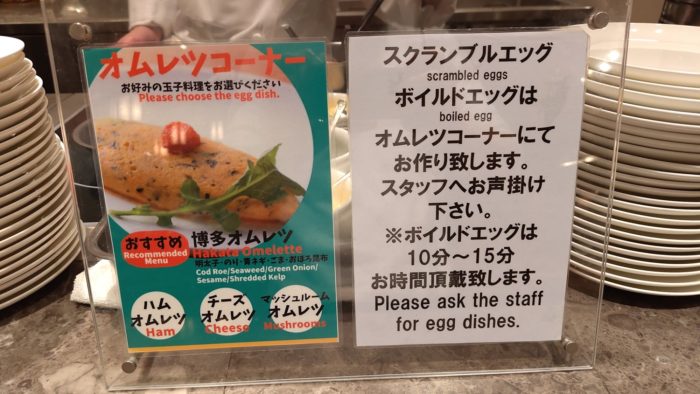 オムレツコーナー
お好みの玉子料理をお選びください
Please choose the egg dish.
おすすめ
Recommended
Menu
博多オムレツ
Hakata Omelette
明太子・のり・青ネギ・ごま・おぼろ昆布
Cod Roe/Seaweed/Green Onion/
Sesame/Shredded Kelp
ハム
オムレツ
Ham
チーズ
オムレツ
Cheese
マッシュルーム
オムレツ
Mushrooms
スクランブルエッグ
scrambled eggs
ボイルドエッグは
boiled egg
オムレツコーナーにて
お作り致します。
スタッフへお声掛け
下さい。
※ボイルドエッグは
10分～15分
お時間頂戴致します。
Please ask the staff
for egg dishes.